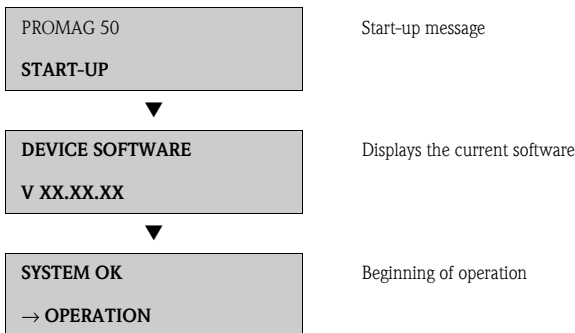 PROMAG 50
Start-up message
START-UP
▼
DEVICE SOFTWARE
Displays the current software
V XX.XX.XX
▼
SYSTEM OK
Beginning of operation
→ OPERATION